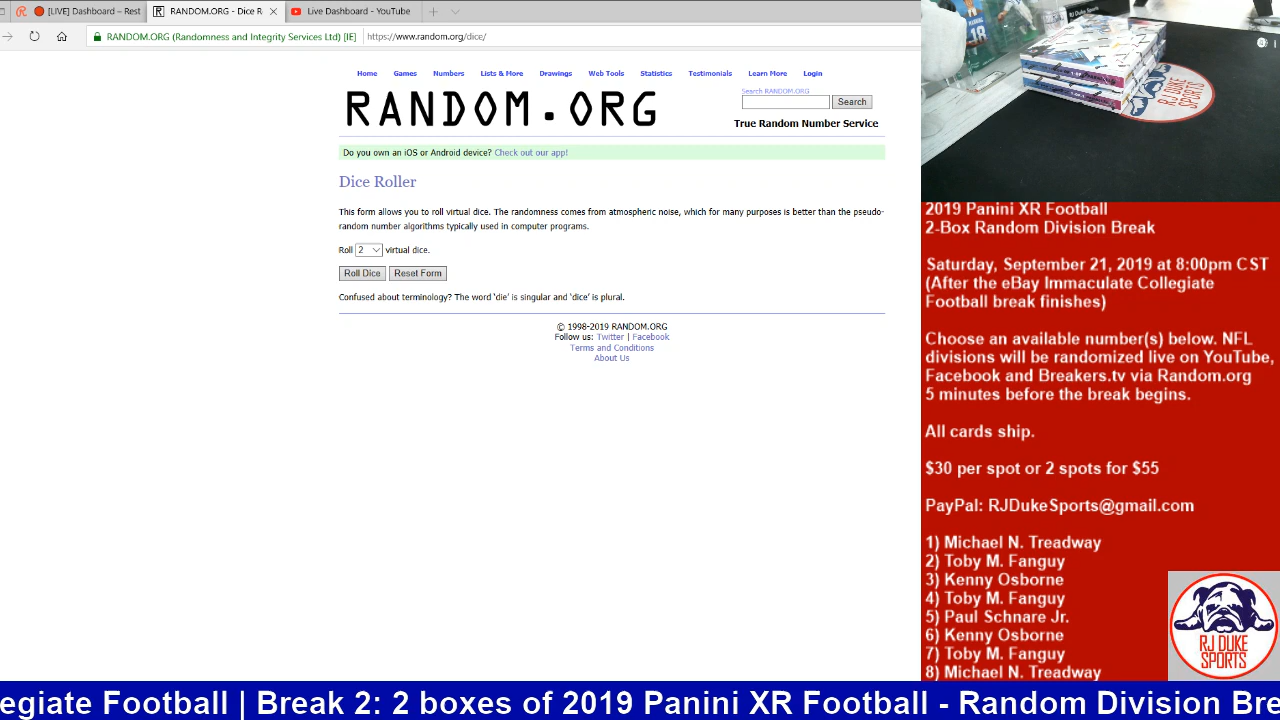 [LIVE] Dashboard – Rest
RANDOM.ORG - Dice R
Live Dashboard - YouTube
RANDOM.ORG (Randomness and Integrity Services Ltd) [IE]
https://www.random.org/dice/
Home Games Numbers Lists & More Drawings Web Tools Statistics Testimonials Learn More Login
RANDOM.ORG
Search RANDOM.ORG
Search
True Random Number Service
Do you own an iOS or Android device? Check out our app!
Dice Roller
This form allows you to roll virtual dice. The randomness comes from atmospheric noise, which for many purposes is better than the pseudo-
random number algorithms typically used in computer programs.
Roll 2 virtual dice.
Roll Dice Reset Form
Confused about terminology? The word ‘die’ is singular and ‘dice’ is plural.
© 1998-2019 RANDOM.ORG
Follow us: Twitter | Facebook
Terms and Conditions
About Us
RJ Duke Sports
RJ DUKE
SPORTS
2019 Panini XR Football
2-Box Random Division Break
Saturday, September 21, 2019 at 8:00pm CST
(After the eBay Immaculate Collegiate
Football break finishes)
Choose an available number(s) below. NFL
divisions will be randomized live on YouTube,
Facebook and Breakers.tv via Random.org
5 minutes before the break begins.
All cards ship.
$30 per spot or 2 spots for $55
PayPal: RJDukeSports@gmail.com
1) Michael N. Treadway
2) Toby M. Fanguy
3) Kenny Osborne
4) Toby M. Fanguy
5) Paul Schnare Jr.
6) Kenny Osborne
7) Toby M. Fanguy
8) Michael N. Treadway
RJ DUKE
SPORTS
egiate Football | Break 2: 2 boxes of 2019 Panini XR Football - Random Division Bre